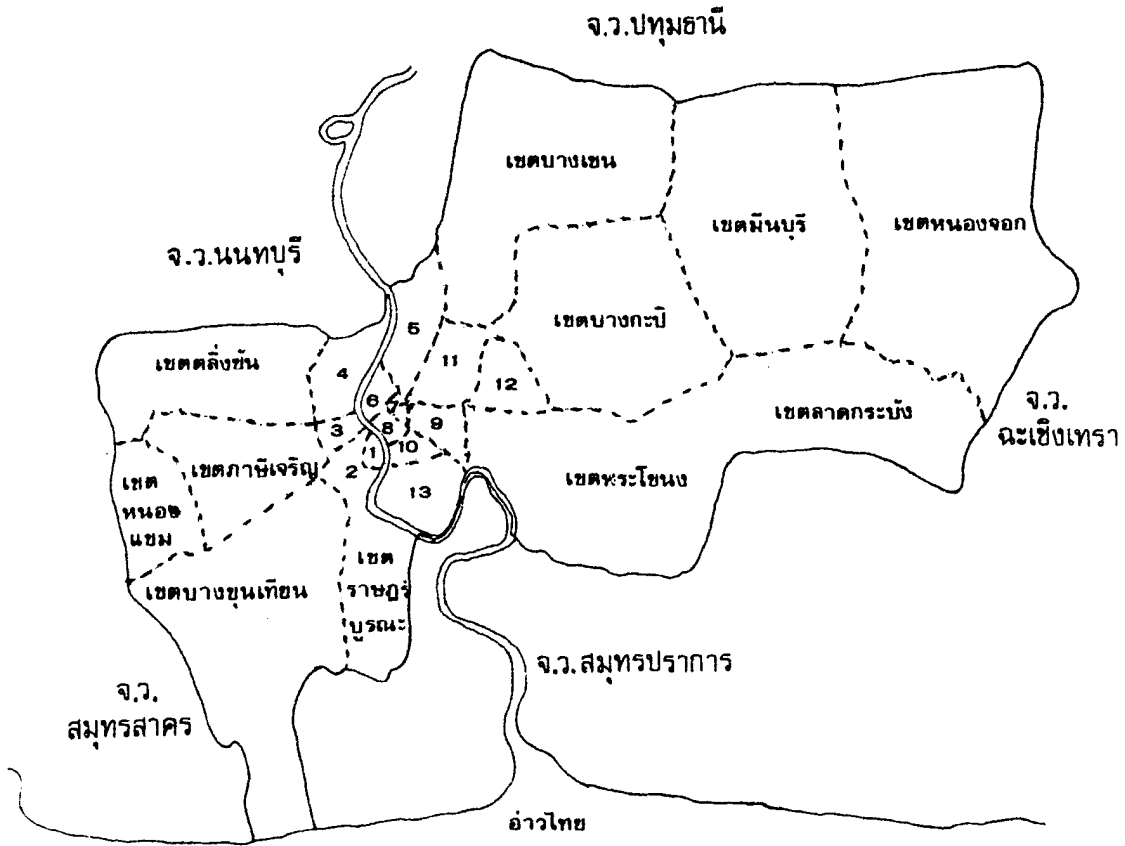 จ.ว.ปทุมธานี
เขตบางเขน
เขตมีนบุรี
เขตหนองจอก
จ.ว.นนทบุรี
5
เขตบางกะปิ
เขตตลิ่งชัน
4
11
12
6
7
เขตลาดกระบัง
จ.ว.
ฉะเชิงเทรา
3
8
9
เขตภาษีเจริญ
1
10
2
เขต
หนอง
แขม
13
เขตพระโขนง
เขตบางขุนเทียน
เขต
ราษฎร์
บูรณะ
จ.ว.สมุทรปราการ
จ.ว.
สมุทรสาคร
อ่าวไทย